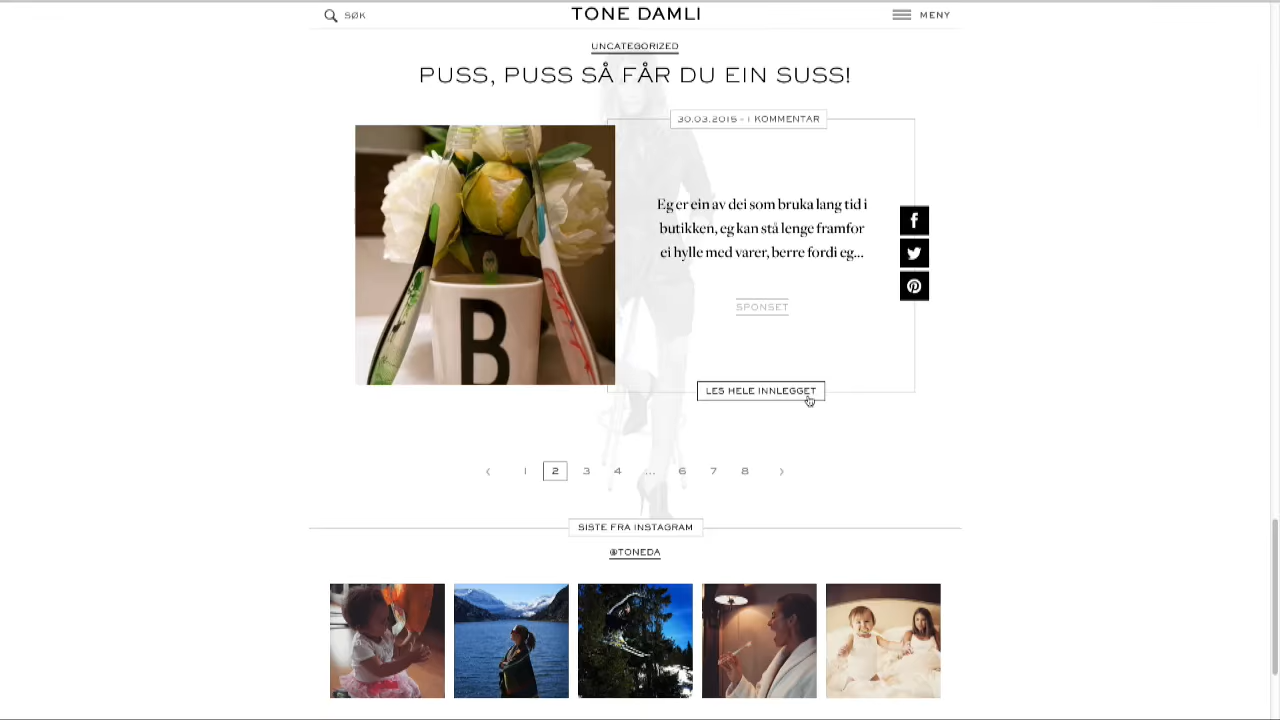 SØK
TONE DAMLI
MENY
UNCATEGORIZED
PUSS, PUSS SÅ FÅR DU EIN SUSS!
30.03.2015 - 1 KOMMENTAR
Eg er ein av dei som bruka lang tid i
butikken, eg kan stå lenge framfor
ei hylle med varer, berre fordi eg...
SPONSET
B
LES HELE INNLEGGET
‹ 1 2 3 4 ... 6 7 8 ›
SISTE FRA INSTAGRAM
@TONEDA